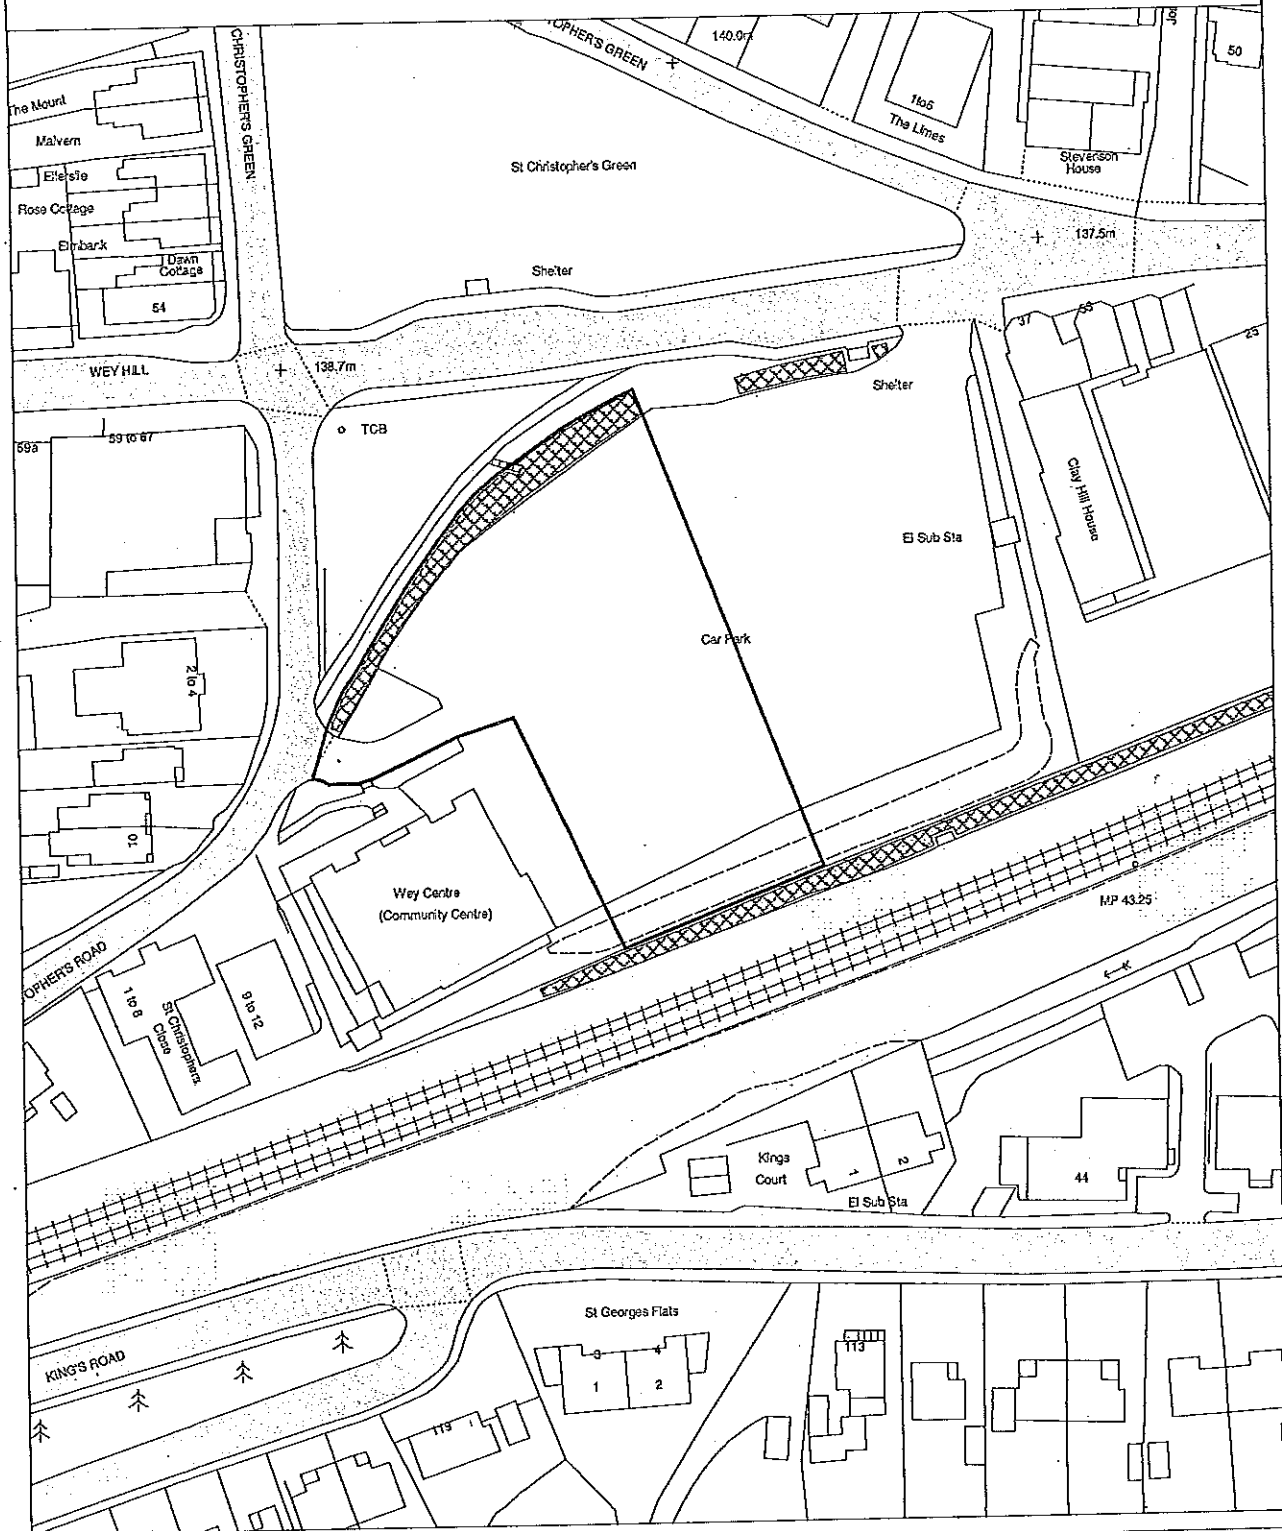 CHRISTOPHER'S GREEN
TOPHER'S GREEN
140.0m
50
The Mount
Malvern
Ellerslie
Rose Cottage
Elmbank
Dawn
Cottage
54
1to6
The Limes
Stevenson
House
St Christopher's Green
137.5m
Shelter
WEY HILL
138.7m
37
Shelter
TCB
59a
59 to 67
Clay Hill House
El Sub Sta
Car Park
2 to 4
10
Wey Centre
(Community Centre)
MP 43.25
OPHER'S ROAD
1 to 8
St Christophers
Close
9 to 12
Kings
Court
1
2
El Sub Sta
44
St Georges Flats
3
4
1
2
113
KING'S ROAD
119